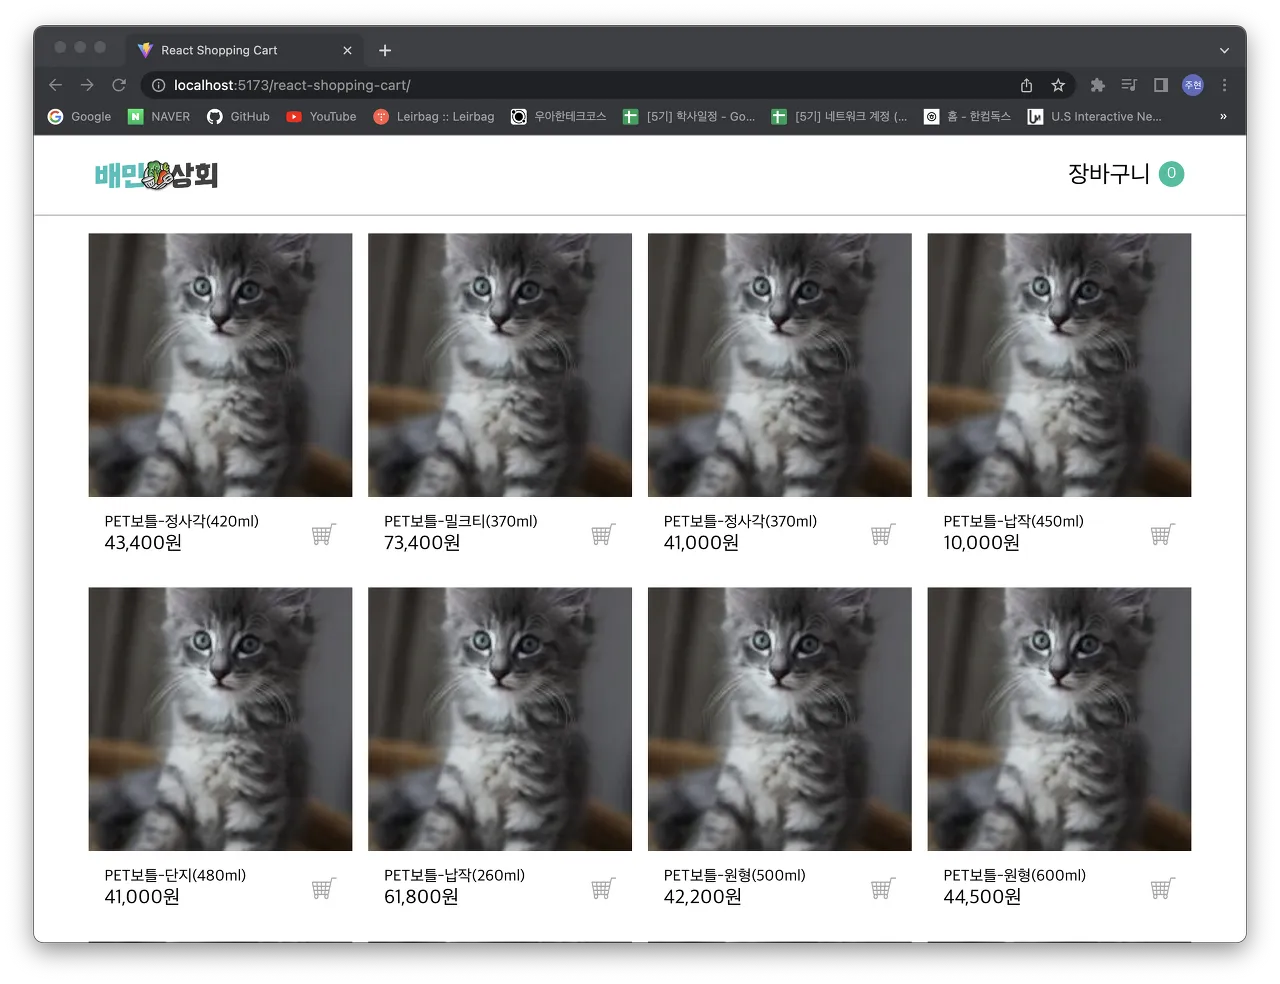 React Shopping Cart
localhost:5173/react-shopping-cart/
주현
Google NAVER GitHub YouTube Leirbag :: Leirbag 우아한테크코스 [5기] 학사일정 - Go... [5기] 네트워크 계정 (... 홈 - 한컴독스 U.S Interactive Ne... »
배민상회 장바구니 0
PET보틀-정사각(420ml) PET보틀-밀크티(370ml) PET보틀-정사각(370ml) PET보틀-납작(450ml)
43,400원 73,400원 41,000원 10,000원
PET보틀-단지(480ml) PET보틀-납작(260ml) PET보틀-원형(500ml) PET보틀-원형(600ml)
41,000원 61,800원 42,200원 44,500원